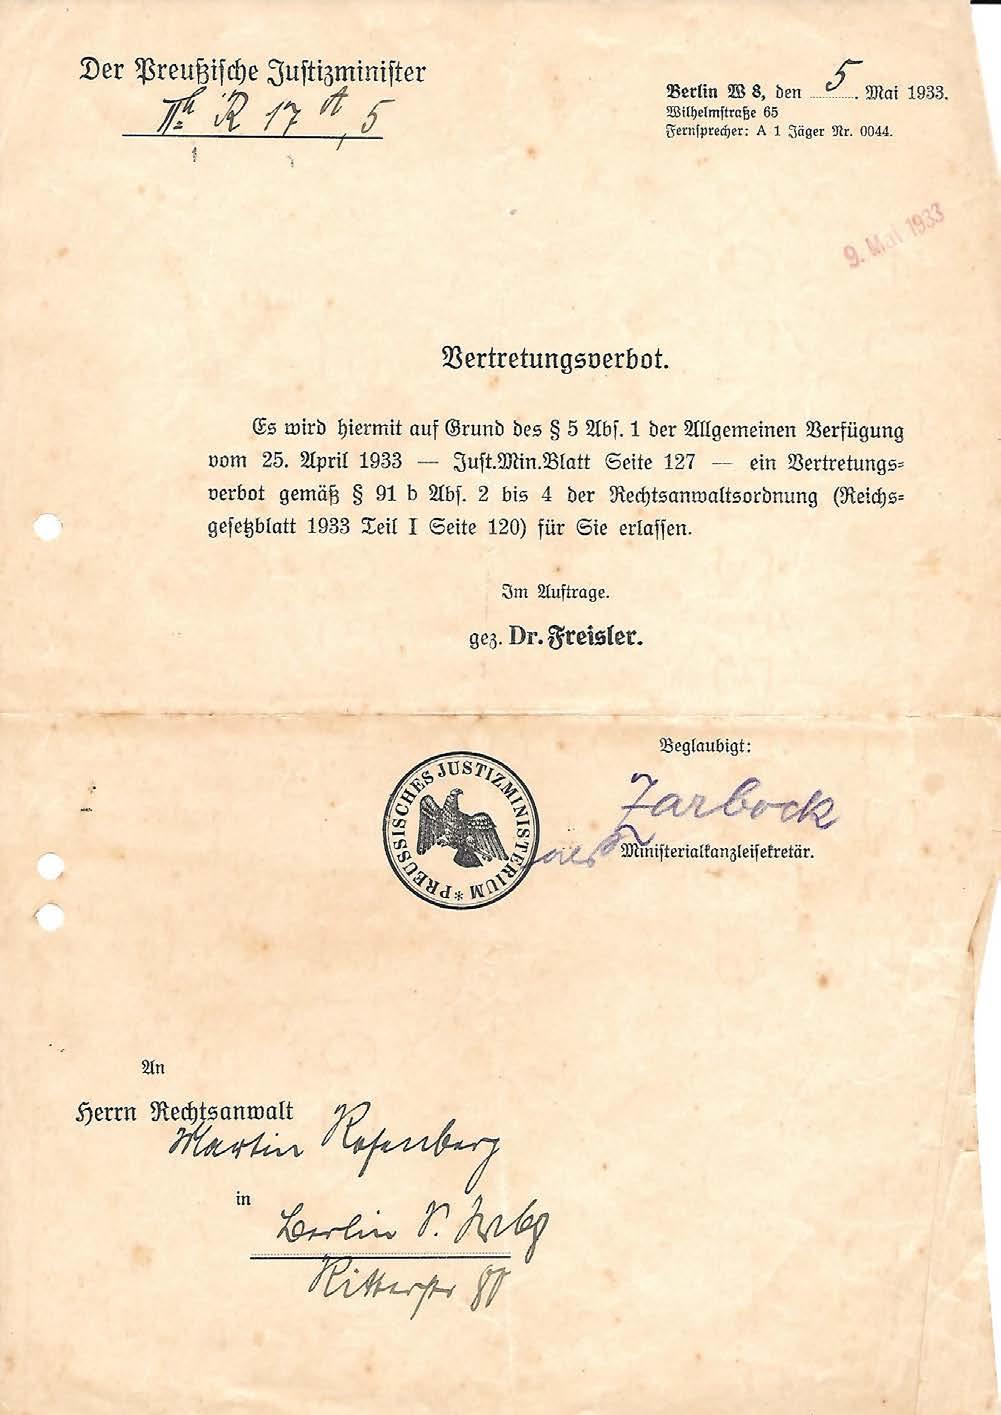 Der Preußische Justizminister
R 17 A, 5
Berlin W 8, den 5. Mai 1933.
Wilhelmstraße 65
Fernsprecher: A 1 Jäger Nr. 0044.
9. Mai 1933
Vertretungsverbot.
Es wird hiermit auf Grund des § 5 Abs. 1 der Allgemeinen Verfügung
vom 25. April 1933 — Just.Min.Blatt Seite 127 — ein Vertretungs-
verbot gemäß § 91 b Abs. 2 bis 4 der Rechtsanwaltsordnung (Reichs-
gesetzblatt 1933 Teil I Seite 120) für Sie erlassen.
Im Auftrage.
gez. Dr. Freisler.
Beglaubigt:
Zarbock
Ministerialkanzleisekretär.
PREUSSISCHES JUSTIZMINISTERIUM *
An
Herrn Rechtsanwalt
Martin Rosenberg
in
Berlin
Ritterstr 80